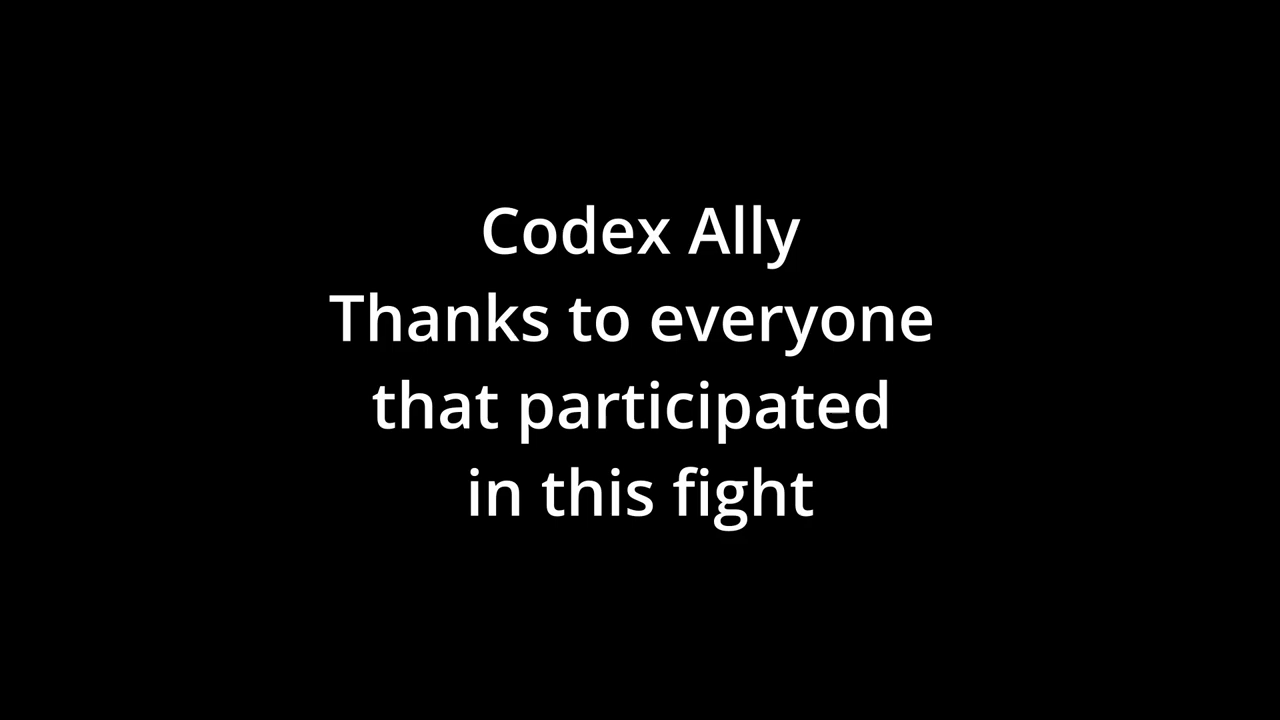 Codex Ally
Thanks to everyone
that participated
in this fight